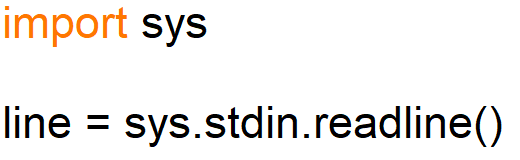 import sys
line = sys.stdin.readline()